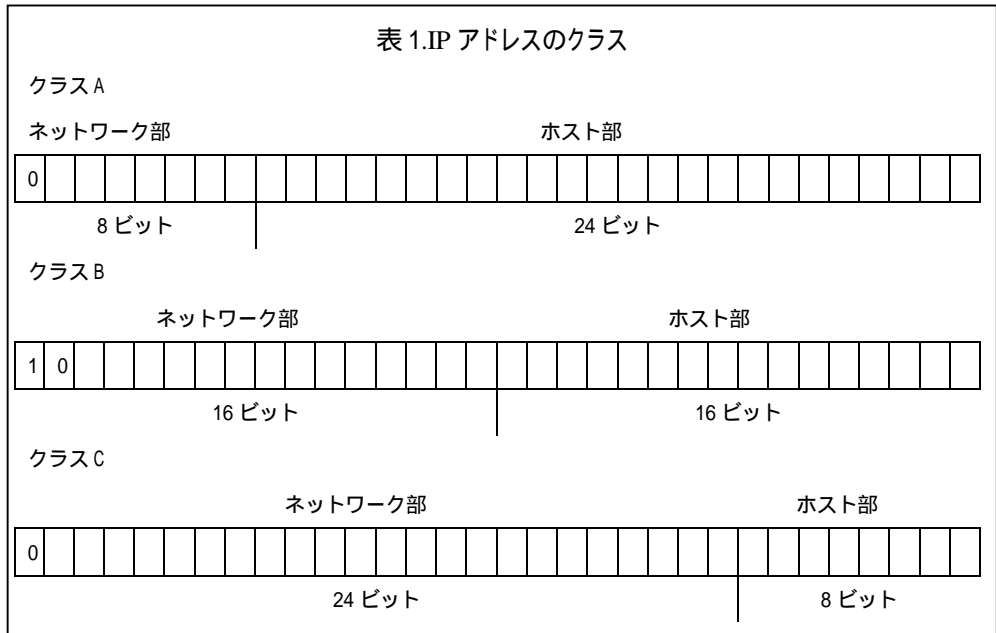 表 1.IP アドレスのクラス
クラス A
ネットワーク部 ホスト部
0
8 ビット 24 ビット
クラス B
ネットワーク部 ホスト部
1 0
16 ビット 16 ビット
クラス C
ネットワーク部 ホスト部
0
24 ビット 8 ビット